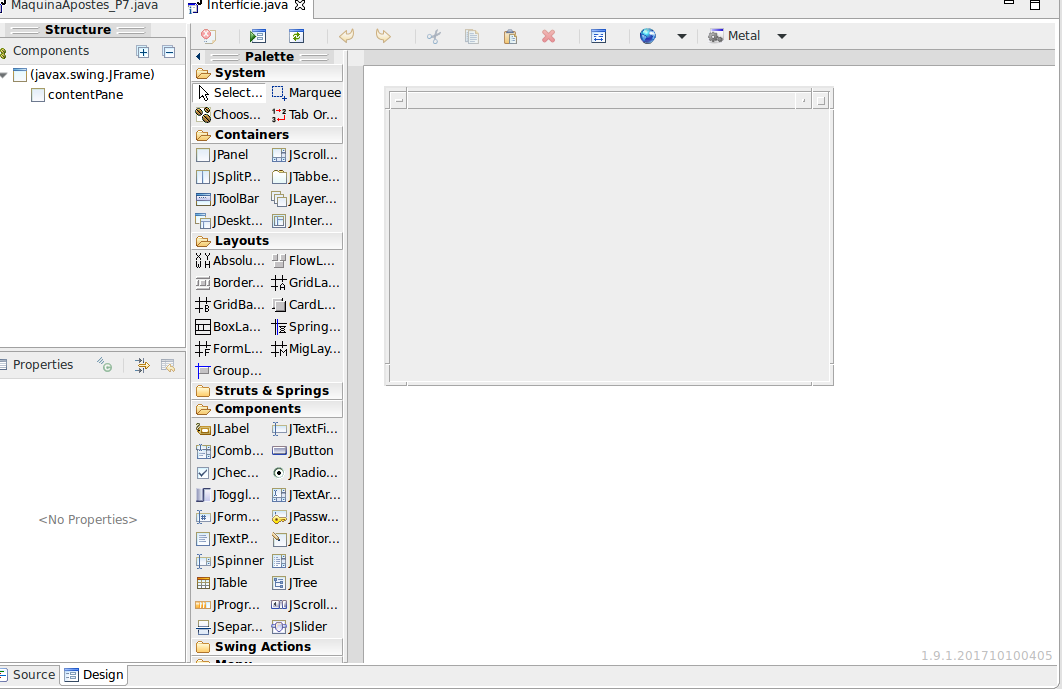 MaquinaApostes_P7.java
Interficie.java
Structure
Components
(javax.swing.JFrame)
contentPane
Properties
<No Properties>
Metal
Palette
System
Select... Marquee
Choos... Tab Or...
Containers
JPanel JScroll...
JSplitP... JTabbe...
JToolBar JLayer...
JDeskt... JInter...
Layouts
Absolu... FlowL...
Border... GridLa...
GridBa... CardL...
BoxLa... Spring...
FormL... MigLay...
Group...
Struts & Springs
Components
JLabel JTextFi...
JComb... JButton
JChec... JRadio...
JToggl... JTextAr...
JForm... JPassw...
JTextP... JEditor...
JSpinner JList
JTable JTree
JProgr... JScroll...
JSepar... JSlider
Swing Actions
1.9.1.201710100405
Source Design